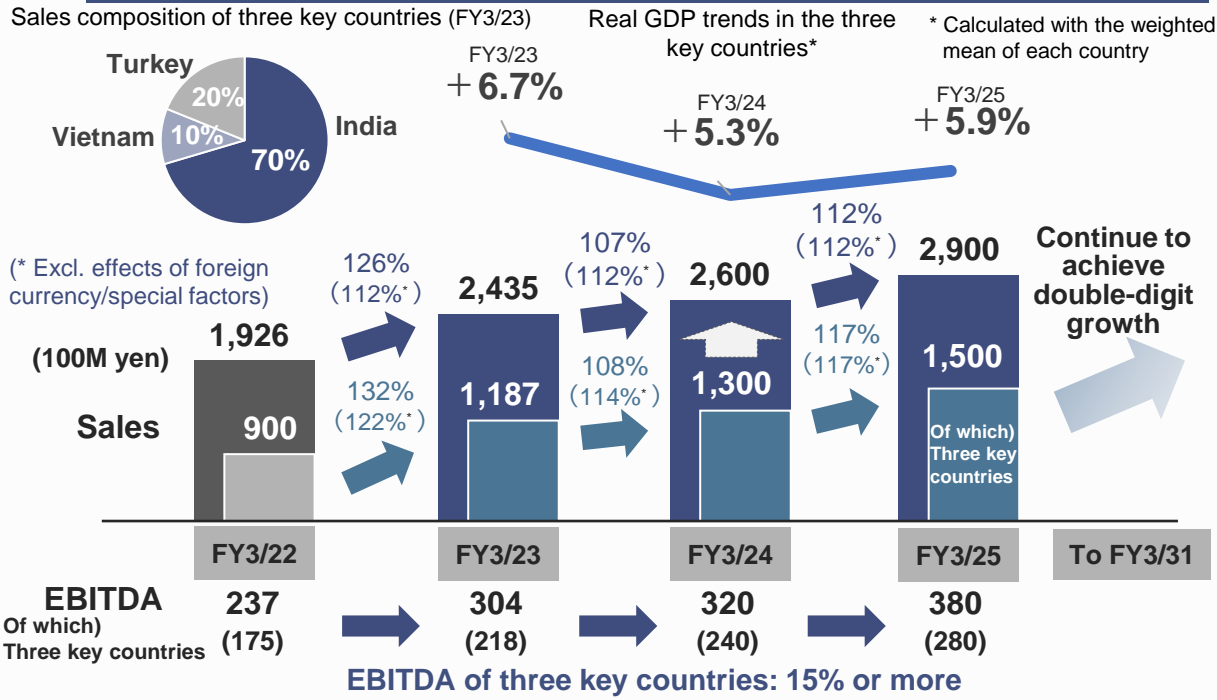 Sales composition of three key countries (FY3/23)
Real GDP trends in the three
key countries*
* Calculated with the weighted
mean of each country
Turkey
20%
Vietnam
10%
India
70%
FY3/23
+6.7%
FY3/24
+5.3%
FY3/25
+5.9%
(* Excl. effects of foreign
currency/special factors)
(100M yen)
Sales
1,926
900
126%
(112%*)
132%
(122%*)
2,435
1,187
107%
(112%*)
108%
(114%*)
2,600
1,300
112%
(112%*)
117%
(117%*)
2,900
1,500
Of which)
Three key
countries
Continue to
achieve
double-digit
growth
FY3/22
FY3/23
FY3/24
FY3/25
To FY3/31
EBITDA
Of which)
Three key countries
237
(175)
304
(218)
320
(240)
380
(280)
EBITDA of three key countries: 15% or more